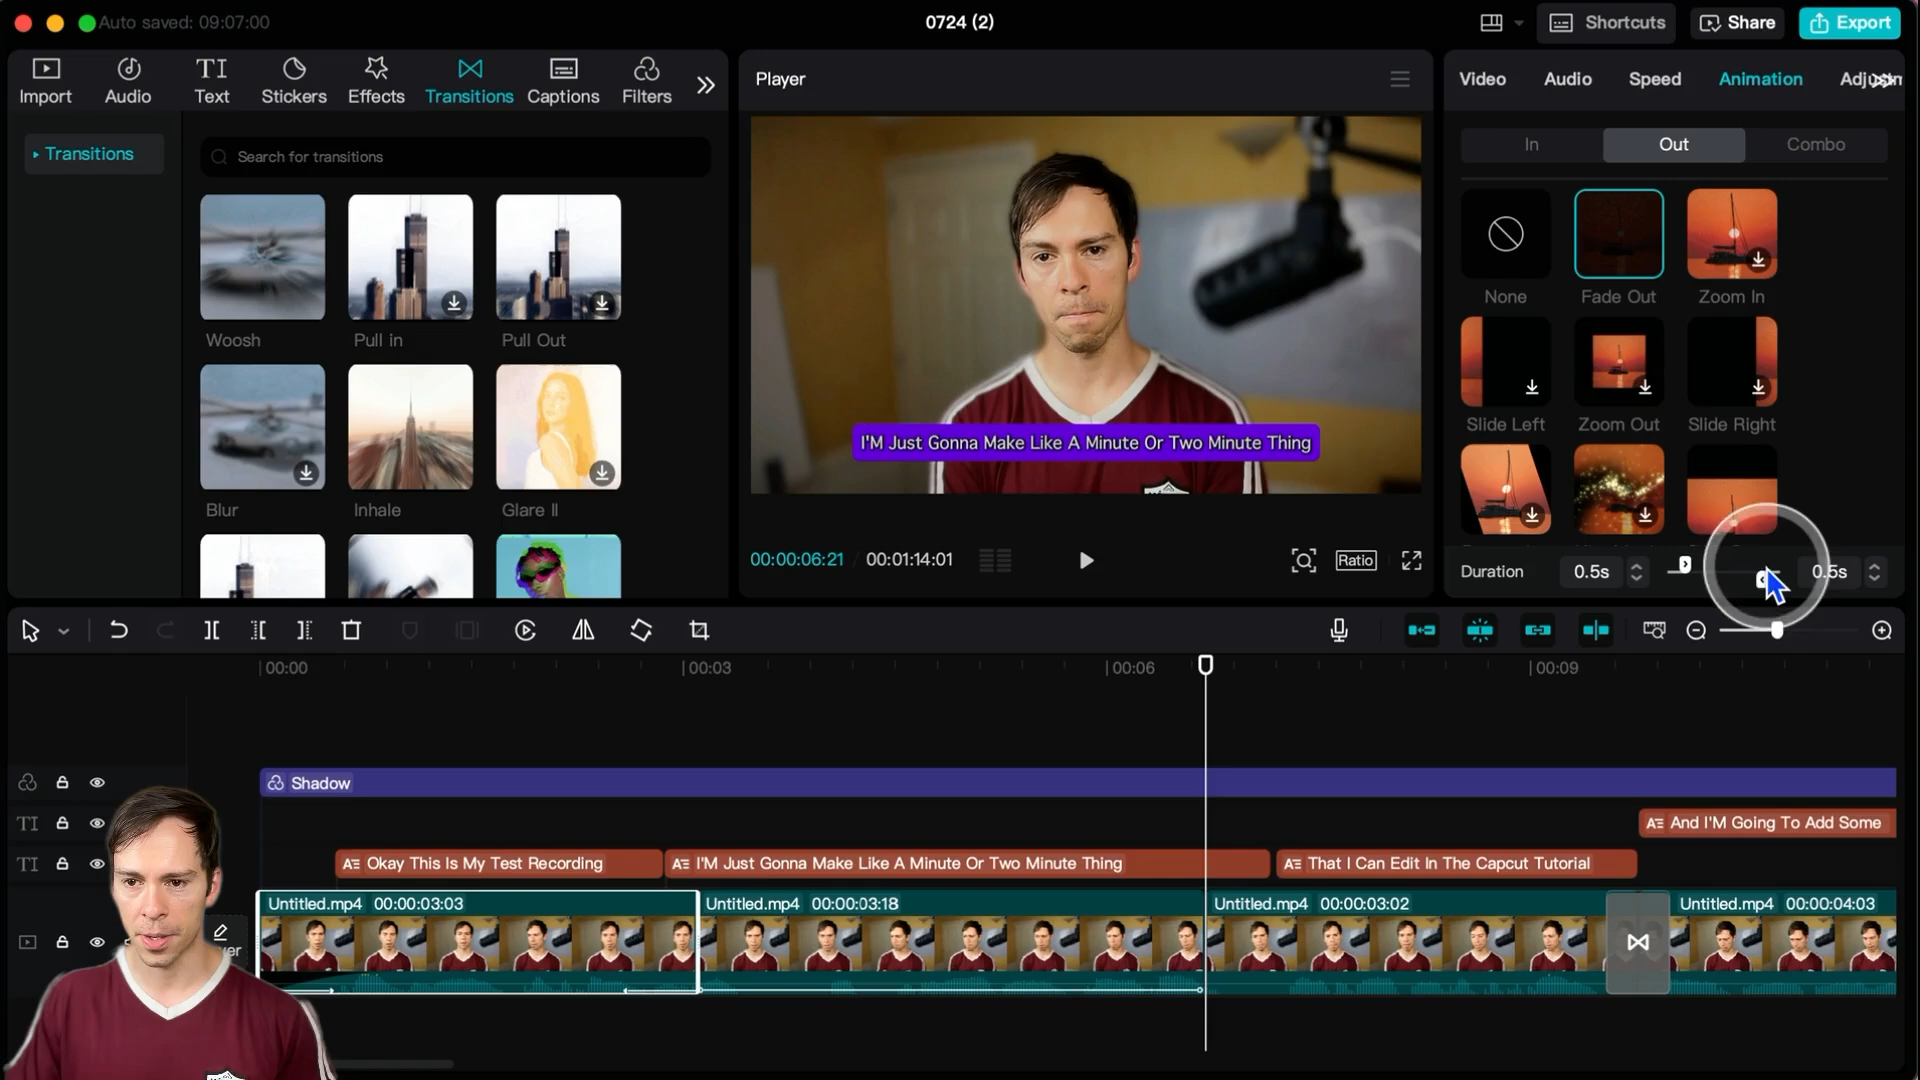 Auto saved: 09:07:00
0724 (2)
Shortcuts
Share
Export
Import
Audio
TI
Text
Stickers
Effects
Transitions
Captions
Filters
Player
Video
Audio
Speed
Animation
Transitions
Search for transitions
In
Out
Combo
Woosh
Pull in
Pull Out
None
Fade Out
Zoom In
Blur
Inhale
Glare II
Slide Left
Zoom Out
Slide Right
I'M Just Gonna Make Like A Minute Or Two Minute Thing
00:00:06:21 / 00:01:14:01
Ratio
Duration
0.5s
0.5s
00:00
00:03
00:06
00:09
Shadow
TI
And I'M Going To Add Some
TI
Okay This Is My Test Recording
I'M Just Gonna Make Like A Minute Or Two Minute Thing
That I Can Edit In The Capcut Tutorial
Untitled.mp4 00:00:03:03
Untitled.mp4 00:00:03:18
Untitled.mp4 00:00:03:02
Untitled.mp4 00:00:04:03